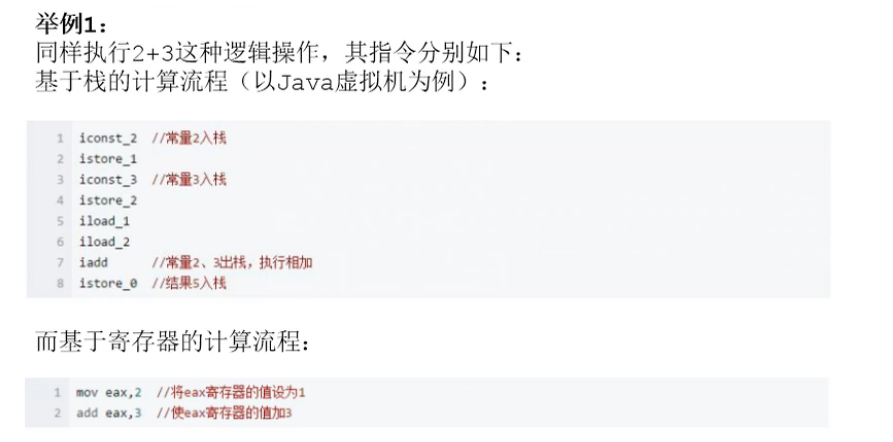 举例1：
同样执行2+3这种逻辑操作，其指令分别如下：
基于栈的计算流程（以Java虚拟机为例）：
1 iconst_2 //常量2入栈
2 istore_1
3 iconst_3 //常量3入栈
4 istore_2
5 iload_1
6 iload_2
7 iadd //常量2、3出栈，执行相加
8 istore_0 //结果5入栈
而基于寄存器的计算流程：
1 mov eax,2 //将eax寄存器的值设为1
2 add eax,3 //使eax寄存器的值加3